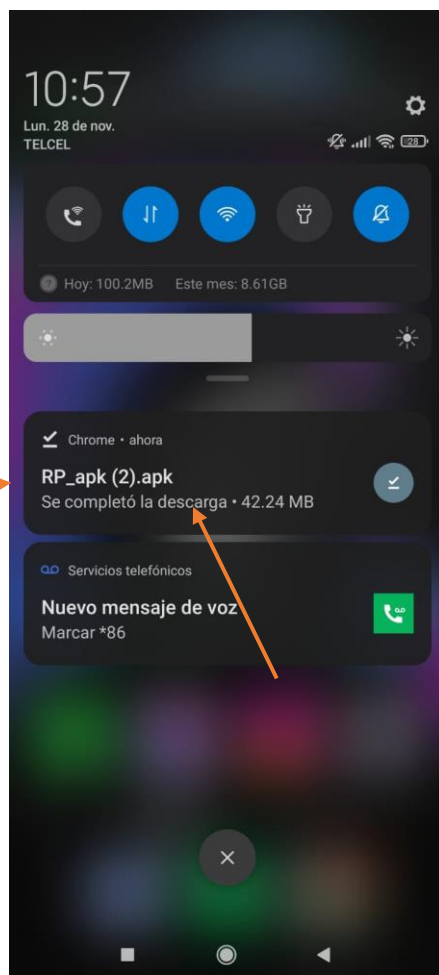 10:57
Lun. 28 de nov.
TELCEL
28
Hoy: 100.2MB Este mes: 8.61GB
Chrome • ahora
RP_apk (2).apk
Se completó la descarga • 42.24 MB
Servicios telefónicos
Nuevo mensaje de voz
Marcar *86